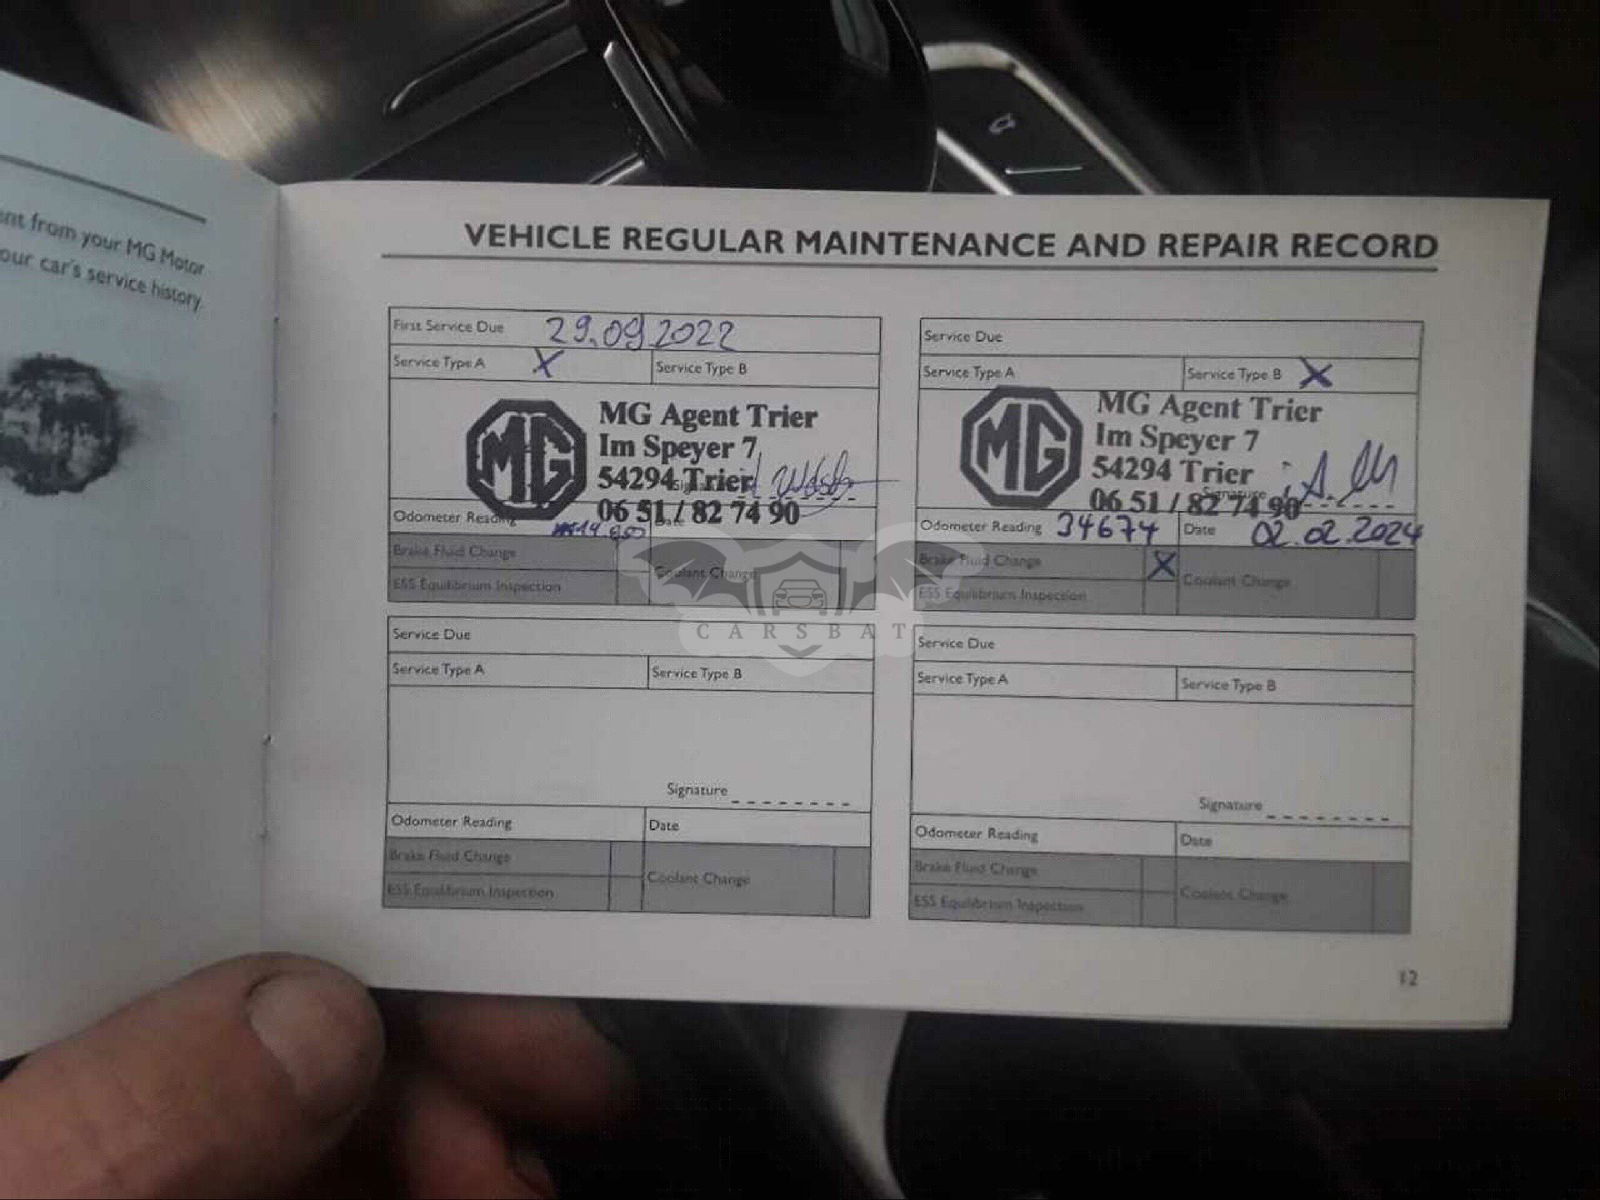 ent from your MG Motor
our car's service history.
VEHICLE REGULAR MAINTENANCE AND REPAIR RECORD
First Service Due 29.09.2022
Service Type A X Service Type B
MG
MG Agent Trier
Im Speyer 7
54294 Trier
06 51 / 82 74 90
Odometer Reading
Date
Brake Fluid Change
Coolant Change
ESS Equilibrium Inspection
Service Due
Service Type A Service Type B X
MG
MG Agent Trier
Im Speyer 7
54294 Trier
Signature
06 51 / 82 74 90
Odometer Reading 34674 Date 02.02.2024
Brake Fluid Change X
Coolant Change
ESS Equilibrium Inspection
CARSBAT
Service Due
Service Type A Service Type B
Signature
Odometer Reading Date
Brake Fluid Change
Coolant Change
ESS Equilibrium Inspection
Service Due
Service Type A Service Type B
Signature
Odometer Reading Date
Brake Fluid Change
Coolant Change
ESS Equilibrium Inspection
12